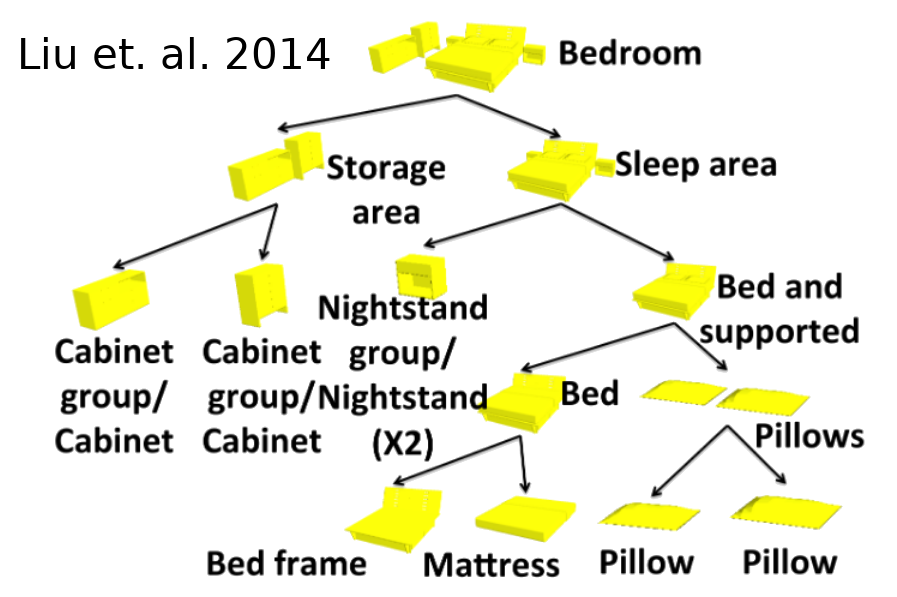 Liu et. al. 2014
Bedroom
Storage
area
Sleep area
Cabinet
group/
Cabinet
Cabinet
group/
Cabinet
Nightstand
group/
Nightstand
(X2)
Bed and
supported
Bed
Pillows
Bed frame
Mattress
Pillow
Pillow